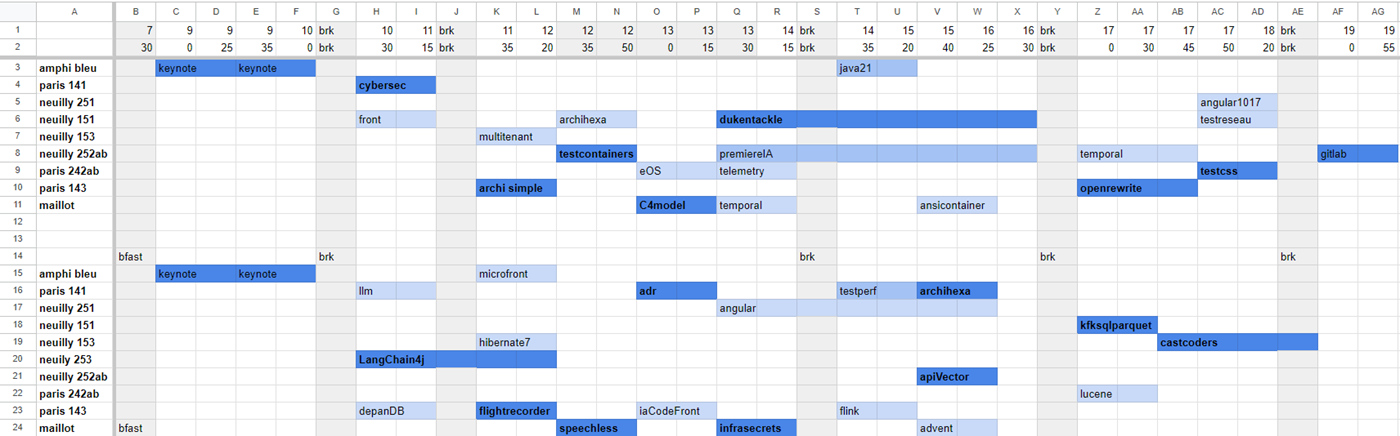 A B C D E F G H I J K L M N O P Q R S T U V W X Y Z AA AB AC AD AE AF AG
1 7 9 9 9 10 brk 10 11 brk 11 12 12 12 13 13 13 14 brk 14 15 15 16 16 brk 17 17 17 17 18 brk 19 19
2 30 0 25 35 0 brk 30 15 brk 35 20 35 50 0 15 30 15 brk 35 20 40 25 30 brk 0 30 45 50 20 brk 0 55
3 amphi bleu keynote keynote java21
4 paris 141 cybersec
5 neuilly 251 angular1017
6 neuilly 151 front archihexa dukentackle testreseau
7 neuilly 153 multitenant
8 neuilly 252ab testcontainers premiereIA temporal gitlab
9 paris 242ab eOS telemetry testcss
10 paris 143 archi simple openrewrite
11 maillot C4model temporal ansicontainer
12
13
14 bfast brk brk brk brk
15 amphi bleu keynote keynote microfront
16 paris 141 llm adr testperf archihexa
17 neuilly 251 angular
18 neuilly 151 kfksqlparquet
19 neuilly 153 hibernate7 castcoders
20 neuily 253 LangChain4j
21 neuilly 252ab apiVector
22 paris 242ab lucene
23 paris 143 depanDB flightrecorder iaCodeFront flink
24 maillot bfast speechless infrasecrets advent